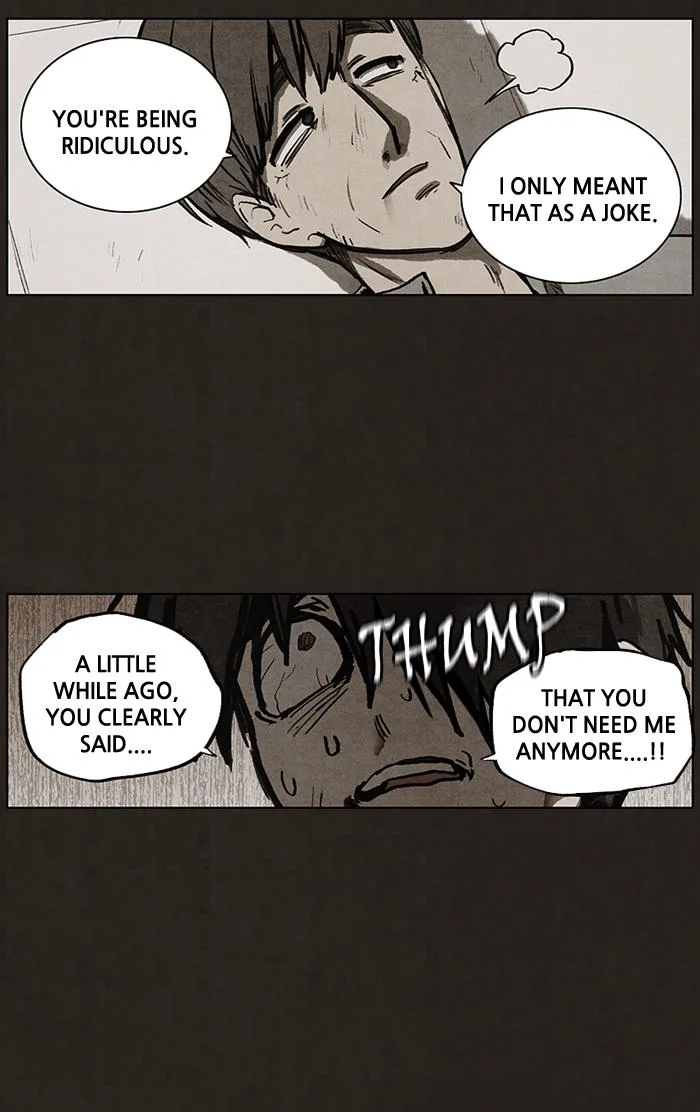 YOU'RE BEING
RIDICULOUS.
I ONLY MEANT
THAT AS A JOKE.
THUMP
A LITTLE
WHILE AGO,
YOU CLEARLY
SAID....
THAT YOU
DON'T NEED ME
ANYMORE....!!